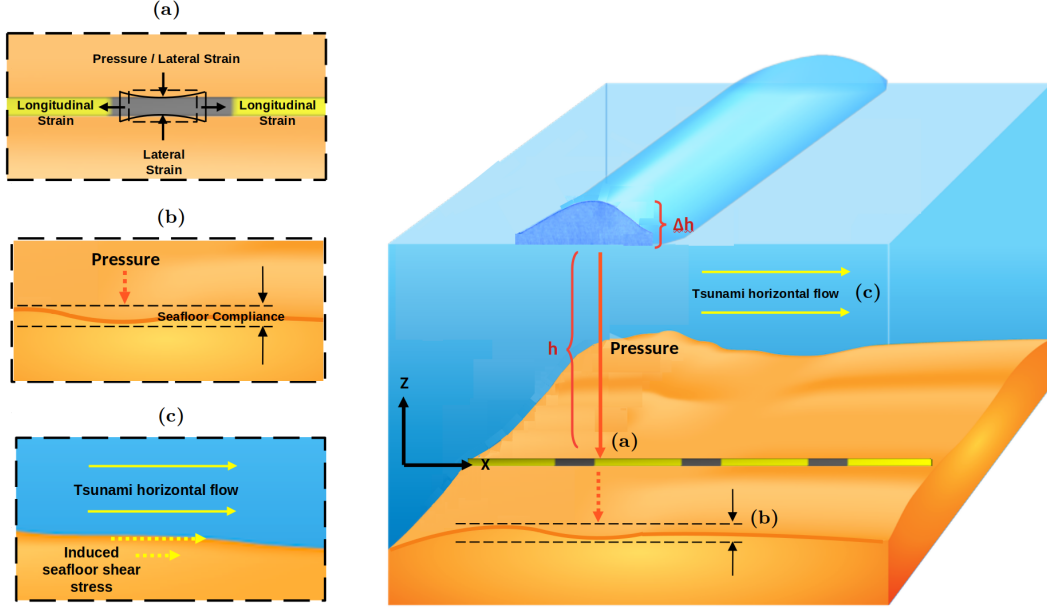 (a)
Pressure / Lateral Strain
Longitudinal
Strain
Longitudinal
Strain
Lateral
Strain
(b)
Pressure
Seafloor Compliance
(c)
Tsunami horizontal flow
Induced
seafloor shear
stress
Δh
Tsunami horizontal flow (c)
h
Pressure
Z
(a)
X
(b)